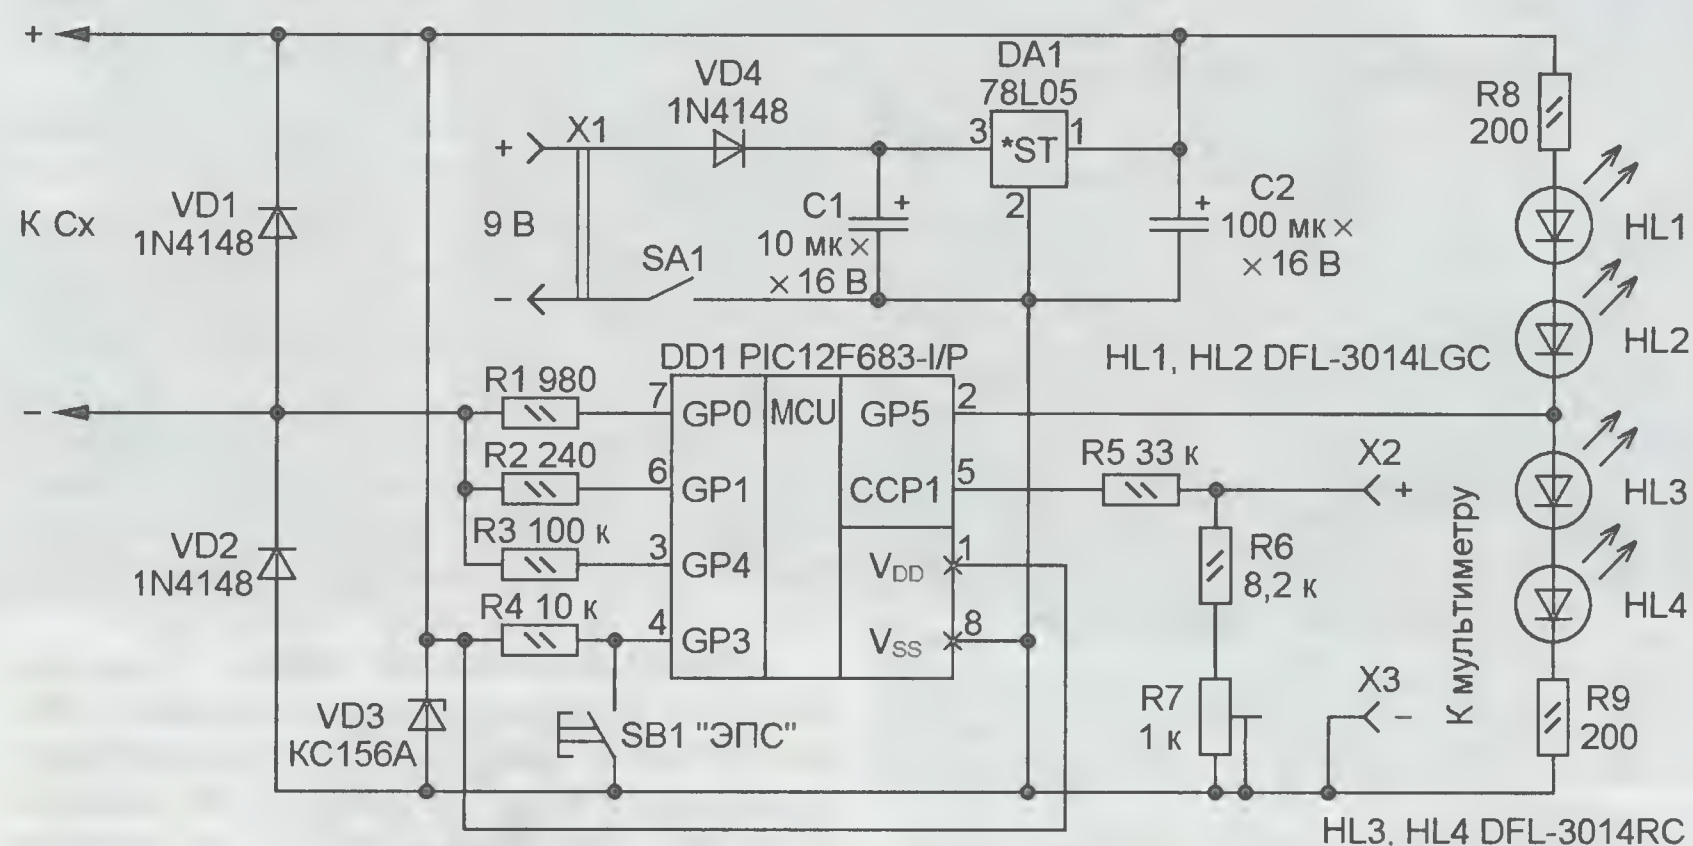 +
DA1
78L05
VD4
1N4148
R8
200
+
X1
3
*ST
1
К Cx
VD1
1N4148
9 В
C1
+
10 мк ×
× 16 В
2
C2
+
100 мк ×
× 16 В
HL1
−
SA1
HL2
DD1 PIC12F683-I/P
HL1, HL2 DFL-3014LGC
−
R1 980
7
GP0
MCU
GP5
2
R2 240
6
GP1
CCP1
5
R5 33 к
X2
+
HL3
R3 100 к
3
GP4
VDD
1
R6
8,2 к
К мультиметру
VD2
1N4148
HL4
R4 10 к
4
GP3
VSS
8
VD3
КС156А
SB1 "ЭПС"
R7
1 к
X3
−
R9
200
HL3, HL4 DFL-3014RC